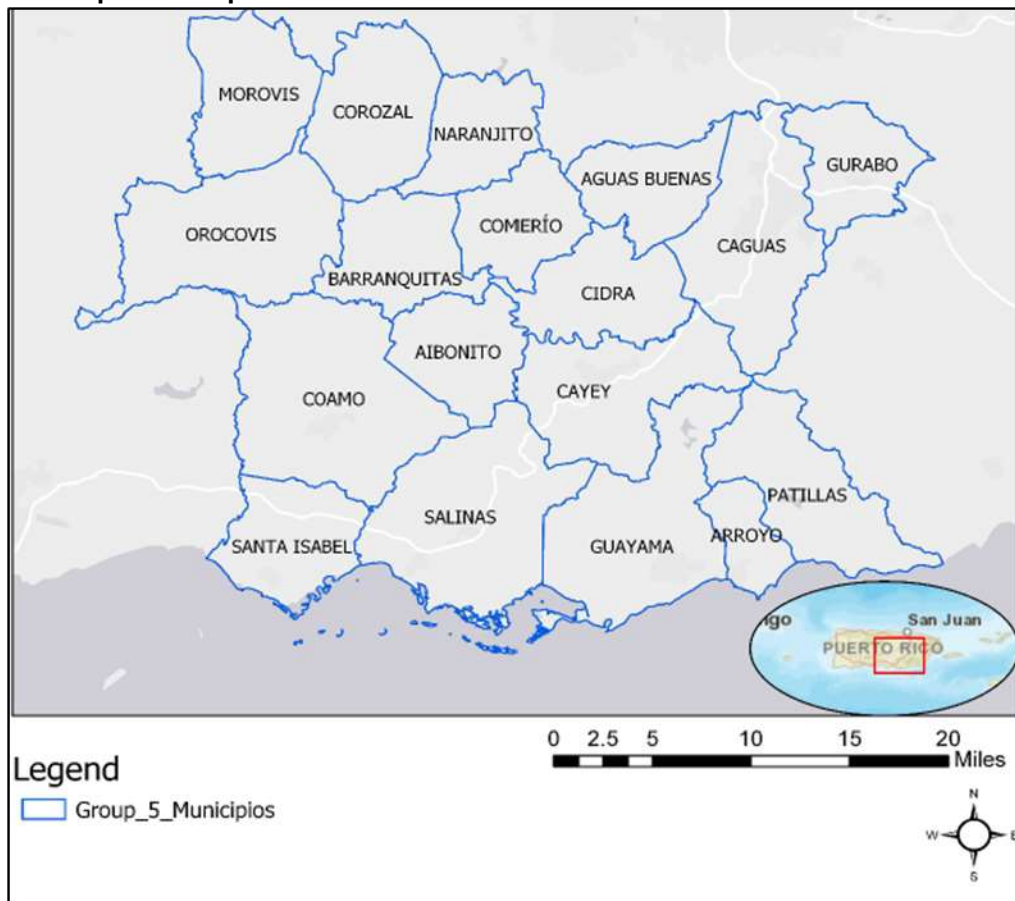 MOROVIS
COROZAL
NARANJITO
AGUAS BUENAS
GURABO
OROCOVIS
COMERÍO
CAGUAS
BARRANQUITAS
CIDRA
AIBONITO
COAMO
CAYEY
PATILLAS
SALINAS
SANTA ISABEL
GUAYAMA
ARROYO
igo
San Juan
PUERTO RICO
0 2.5 5 10 15 20
Miles
Legend
Group_5_Municipios
N
W E
S